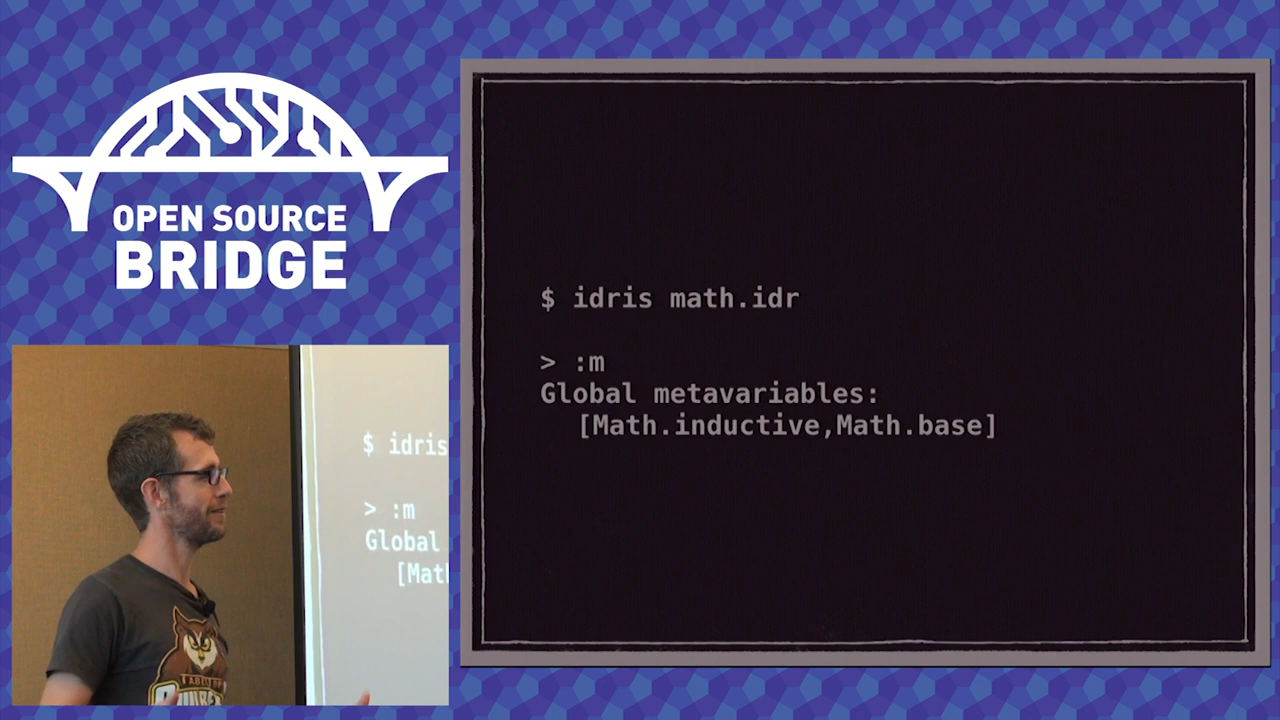 OPEN SOURCE
BRIDGE
$ idris math.idr
> :m
Global metavariables:
[Math.inductive,Math.base]
$ idris
> :m
Global
[Mat